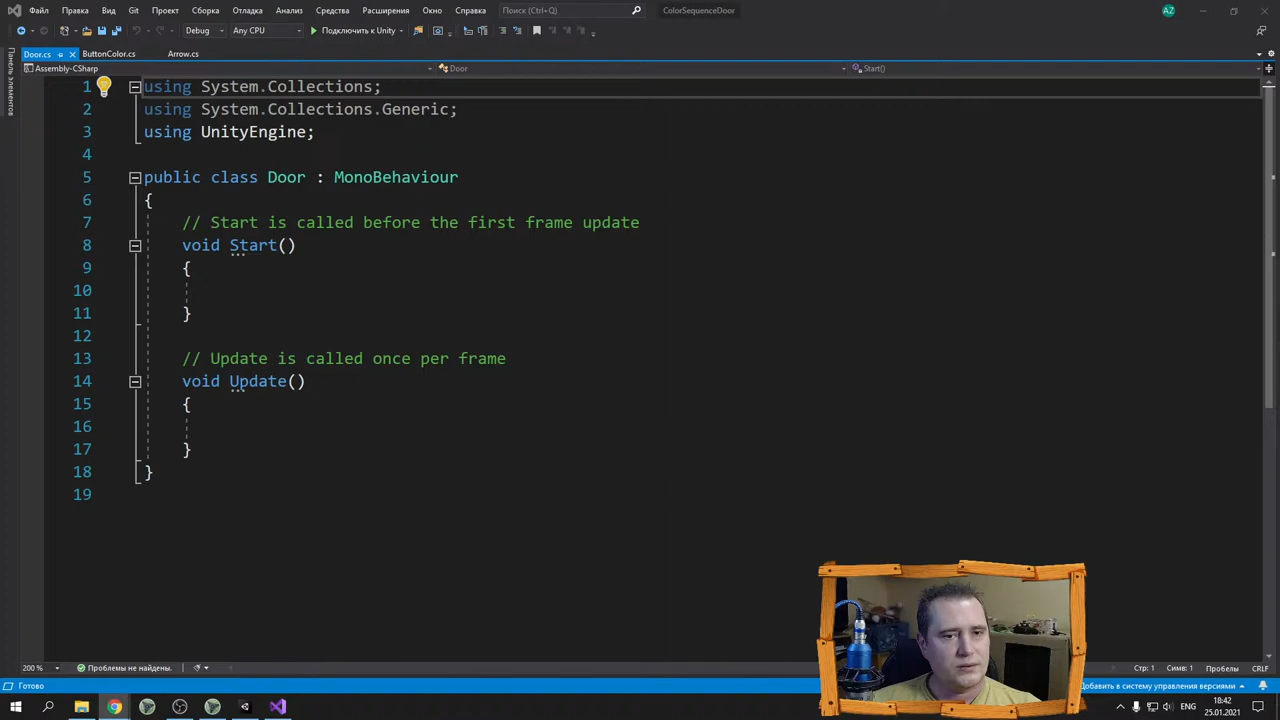 Файл Правка Вид Git Проект Сборка Отладка Анализ Средства Расширения Окно Справка Поиск (Ctrl+Q) ColorSequenceDoor AZ
Debug Any CPU Подключить к Unity
Door.cs ButtonColor.cs Arrow.cs
Панель элементов
Assembly-CSharp Door Start()
1 using System.Collections;
2 using System.Collections.Generic;
3 using UnityEngine;
4
5 public class Door : MonoBehaviour
6 {
7 // Start is called before the first frame update
8 void Start()
9 {
10
11 }
12
13 // Update is called once per frame
14 void Update()
15 {
16
17 }
18 }
19
200 % Проблемы не найдены. Стр: 1 Симв: 1 Пробелы CRLF
Готово Добавить в систему управления версиями
ENG 18:42
25.01.2021